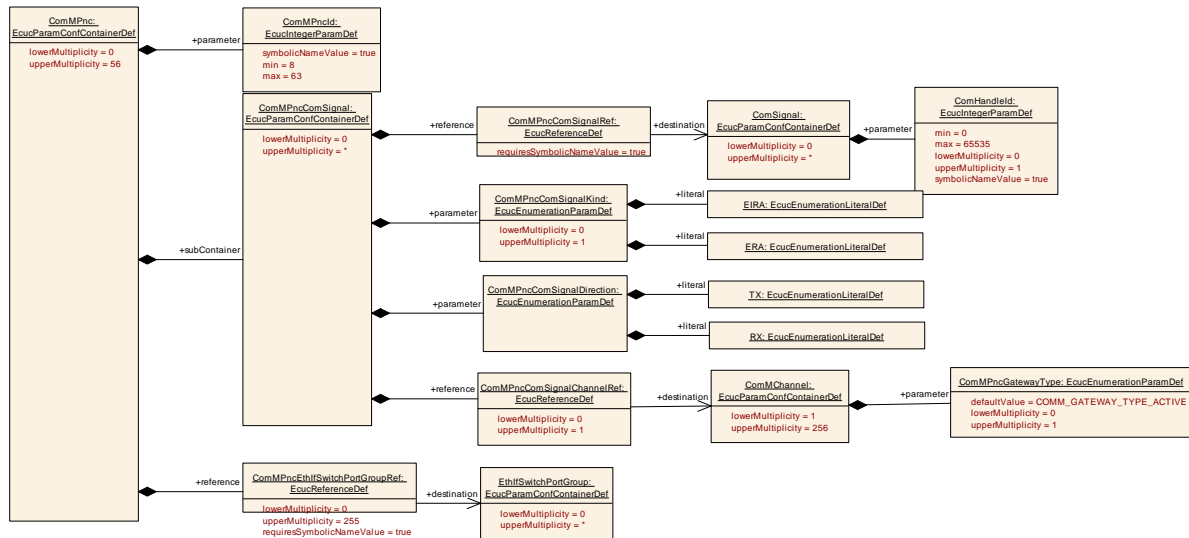 ComMPnc:
EcucParamConfContainerDef
lowerMultiplicity = 0
upperMultiplicity = 56
+parameter
ComMPncId:
EcucIntegerParamDef
symbolicNameValue = true
min = 8
max = 63
+subContainer
ComMPncComSignal:
EcucParamConfContainerDef
lowerMultiplicity = 0
upperMultiplicity = *
+reference
ComMPncComSignalRef:
EcucReferenceDef
requiresSymbolicNameValue = true
+destination
ComSignal:
EcucParamConfContainerDef
lowerMultiplicity = 0
upperMultiplicity = *
+parameter
ComHandleId:
EcucIntegerParamDef
min = 0
max = 65535
lowerMultiplicity = 0
upperMultiplicity = 1
symbolicNameValue = true
+parameter
ComMPncComSignalKind:
EcucEnumerationParamDef
lowerMultiplicity = 0
upperMultiplicity = 1
+literal
EIRA: EcucEnumerationLiteralDef
+literal
ERA: EcucEnumerationLiteralDef
+parameter
ComMPncComSignalDirection:
EcucEnumerationParamDef
+literal
TX: EcucEnumerationLiteralDef
+literal
RX: EcucEnumerationLiteralDef
+reference
ComMPncComSignalChannelRef:
EcucReferenceDef
lowerMultiplicity = 0
upperMultiplicity = 1
+destination
ComMChannel:
EcucParamConfContainerDef
lowerMultiplicity = 1
upperMultiplicity = 256
+parameter
ComMPncGatewayType: EcucEnumerationParamDef
defaultValue = COMM_GATEWAY_TYPE_ACTIVE
lowerMultiplicity = 0
upperMultiplicity = 1
+reference
ComMPncEthIfSwitchPortGroupRef:
EcucReferenceDef
lowerMultiplicity = 0
upperMultiplicity = 255
requiresSymbolicNameValue = true
+destination
EthIfSwitchPortGroup:
EcucParamConfContainerDef
lowerMultiplicity = 0
upperMultiplicity = *